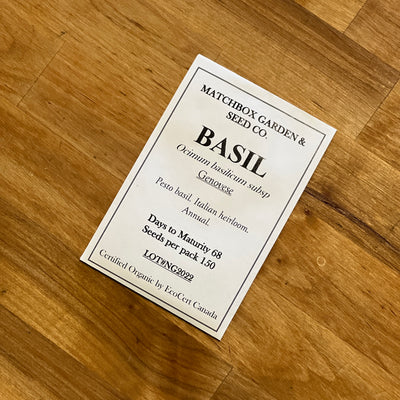 MATCHBOX GARDEN &
SEED CO.
BASIL
Ocimum basilicum subsp
Genovese
Pesto basil. Italian heirloom.
Annual.
Days to Maturity 68
Seeds per pack 150
LOT#NG2022
Certified Organic by EcoCert Canada